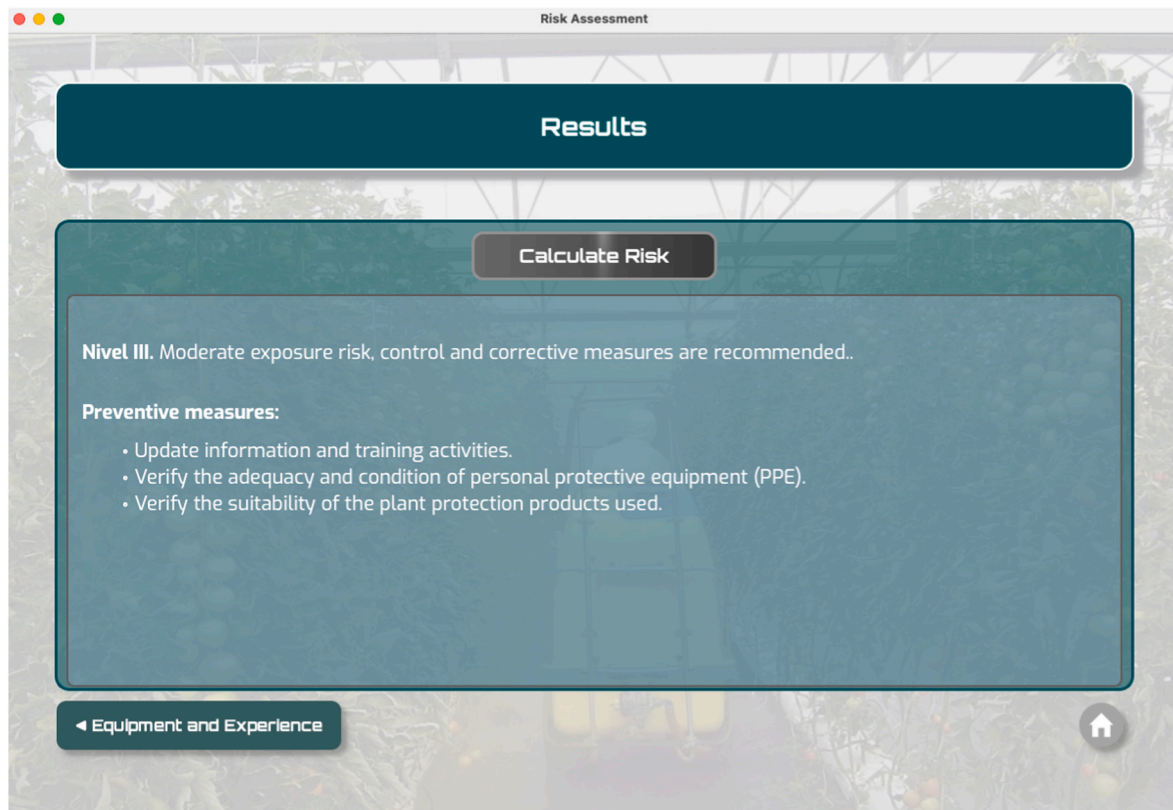 Risk Assessment
Results
Calculate Risk
Nivel III. Moderate exposure risk, control and corrective measures are recommended..
Preventive measures:
• Update information and training activities.
• Verify the adequacy and condition of personal protective equipment (PPE).
• Verify the suitability of the plant protection products used.
◄ Equipment and Experience